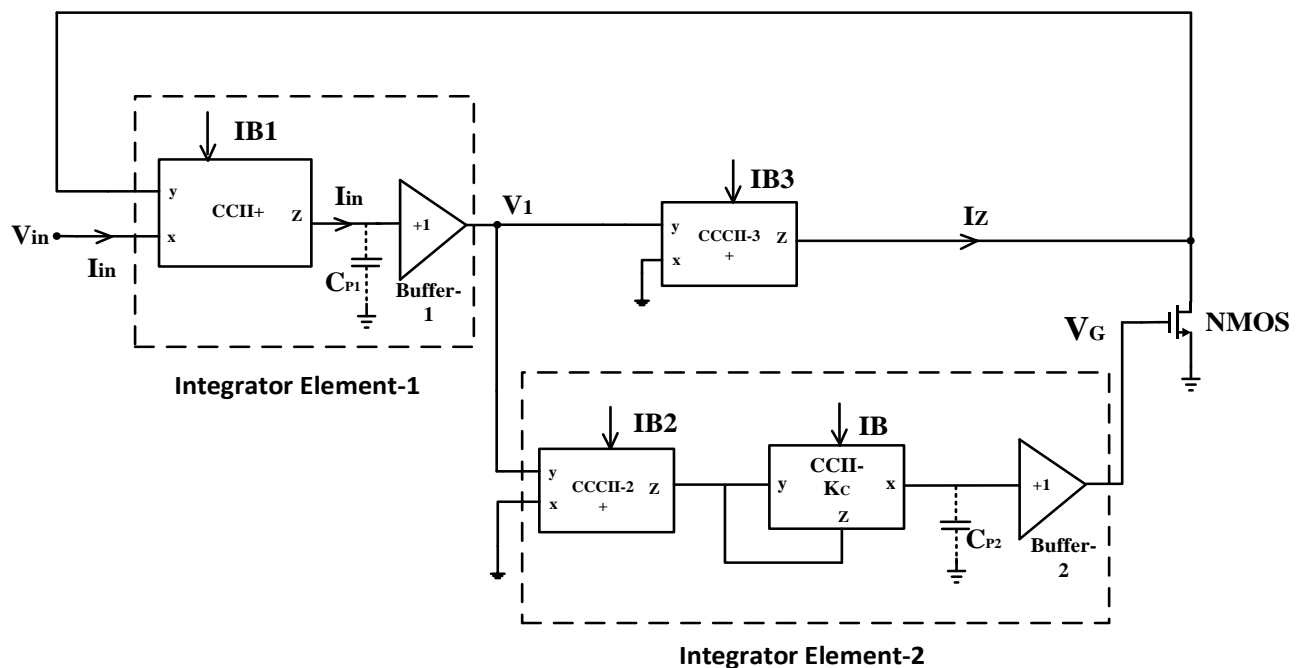 IB1
y
CCII+
Z
x
Iin
+1
Vin
Iin
CP1
Buffer-
1
V1
IB3
y
CCCII-3
Z
x
+
IZ
NMOS
VG
Integrator Element-1
IB2
y
CCCII-2
Z
x
+
IB
CCII-
y
KC
x
Z
+1
CP2
Buffer-
2
Integrator Element-2